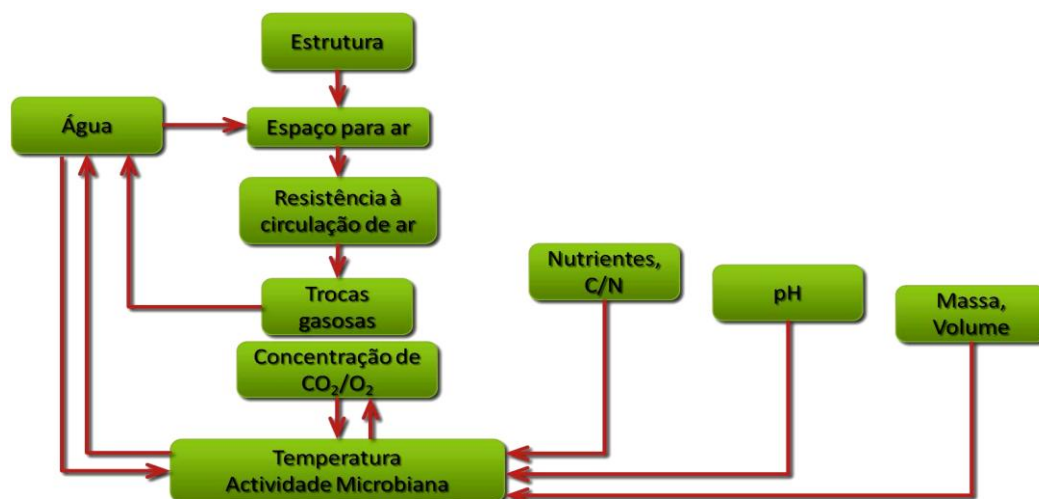 Estrutura
Água
Espaço para ar
Resistência à
circulação de ar
Trocas
gasosas
Concentração de
CO₂/O₂
Nutrientes,
C/N
pH
Massa,
Volume
Temperatura
Actividade Microbiana